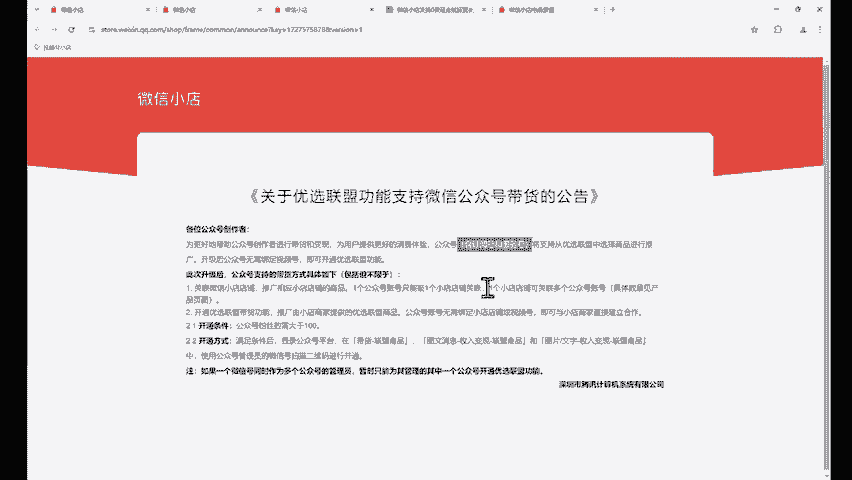 微信小店
微信小店
微信小店
store.weixin.qq.com/shop/frame/common/announce?key=
微信小店
《关于优选联盟功能支持微信公众号带货的公告》
各位公众号创作者：
为更好地帮助公众号创作者进行带货和变现，为用户提供更好的消费体验，公众号 将支持从优选联盟中选择商品进行推
广。升级后公众号无需绑定视频号，即可开通优选联盟功能。
此次升级后，公众号支持的带货方式具体如下（包括但不限于）：
1. 关联微信小店店铺，推广相应小店店铺的商品。1个公众号账号只能和1个小店店铺关联，1个小店店铺可关联多个公众号账号（具体数量见产
品页面）。
2. 开通优选联盟带货功能，推广由小店商家提供的优选联盟商品。公众号账号无需绑定小店店铺或视频号，即可与小店商家直接建立合作。
2.1 开通条件：公众号 大于100。
2.2 开通方式：满足条件后，登录公众号平台，在「带货-联盟商品」、「图文消息-收入变现-联盟商品」和「图片/文字-收入变现-联盟商品」
中，使用公众号管理员的微信号扫描二维码进行开通。
注：如果一个微信号同时作为多个公众号的管理员，暂时只能为其管理的其中一个公众号开通优选联盟功能。
深圳市腾讯计算机系统有限公司